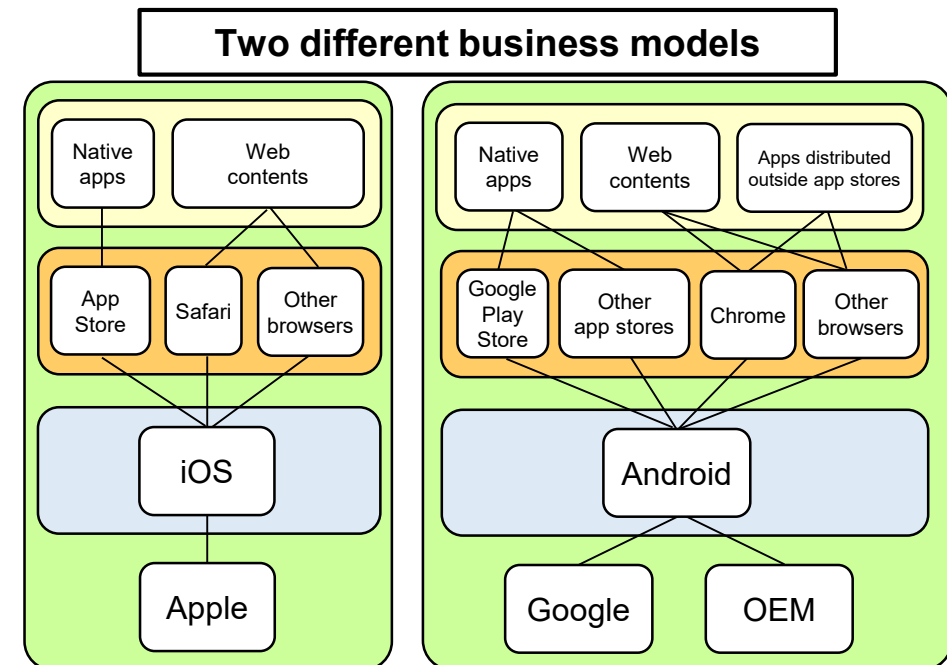 Two different business models
Native
apps
Web
contents
App
Store
Safari
Other
browsers
iOS
Apple
Native
apps
Web
contents
Apps distributed
outside app stores
Google
Play
Store
Other
app stores
Chrome
Other
browsers
Android
Google
OEM